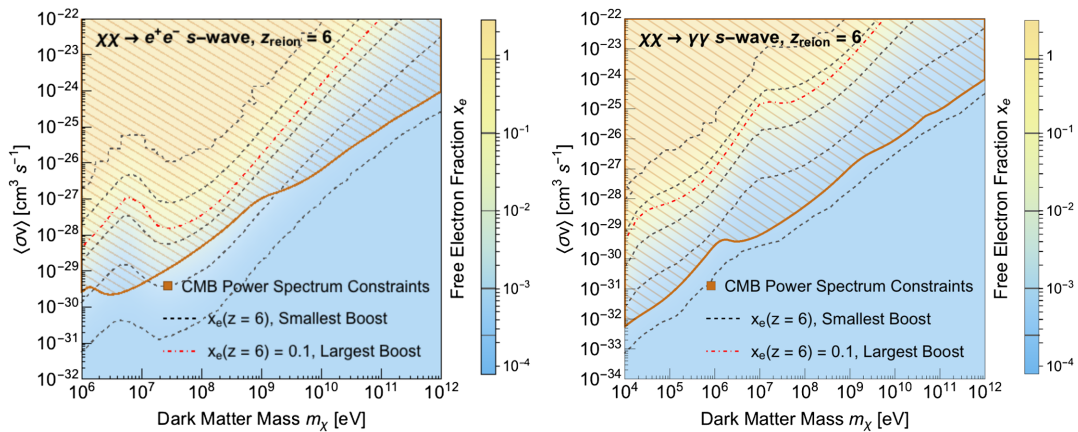 χχ → e⁺e⁻ s-wave, z_reion = 6
10⁻²²
10⁻²³
10⁻²⁴
10⁻²⁵
10⁻²⁶
10⁻²⁷
10⁻²⁸
10⁻²⁹
10⁻³⁰
10⁻³¹
10⁻³²
⟨σv⟩ [cm³ s⁻¹]
CMB Power Spectrum Constraints
xₑ(z = 6), Smallest Boost
xₑ(z = 6) = 0.1, Largest Boost
10⁶ 10⁷ 10⁸ 10⁹ 10¹⁰ 10¹¹ 10¹²
Dark Matter Mass m_χ [eV]
1
10⁻¹
10⁻²
10⁻³
10⁻⁴
Free Electron Fraction xₑ
χχ → γγ s-wave, z_reion = 6
10⁻²²
10⁻²³
10⁻²⁴
10⁻²⁵
10⁻²⁶
10⁻²⁷
10⁻²⁸
10⁻²⁹
10⁻³⁰
10⁻³¹
10⁻³²
10⁻³³
10⁻³⁴
⟨σv⟩ [cm³ s⁻¹]
CMB Power Spectrum Constraints
xₑ(z = 6), Smallest Boost
xₑ(z = 6) = 0.1, Largest Boost
10⁴ 10⁵ 10⁶ 10⁷ 10⁸ 10⁹ 10¹⁰ 10¹¹ 10¹²
Dark Matter Mass m_χ [eV]
1
10⁻¹
10⁻²
10⁻³
10⁻⁴
Free Electron Fraction xₑ